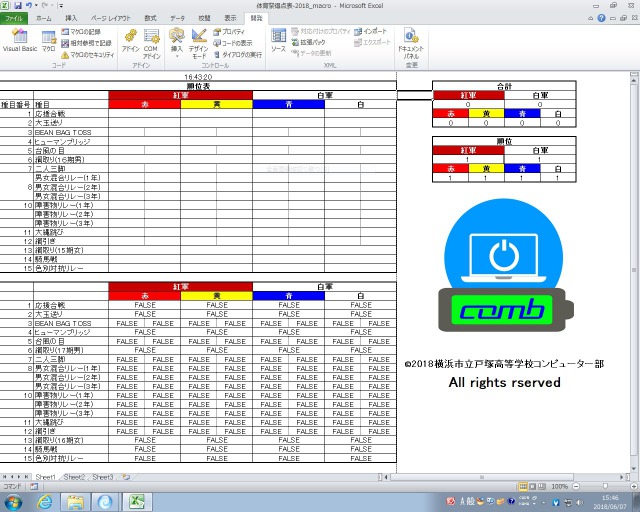 体育祭得点表-2018_macro - Microsoft Excel
ファイル ホーム 挿入 ページ レイアウト 数式 データ 校閲 表示 開発
Visual Basic マクロ マクロの記録 相対参照で記録 マクロのセキュリティ
アドイン COM アドイン 挿入 デザイン モード プロパティ コードの表示 ダイアログの実行
ソース 対応付けのプロパティ 拡張パック データの更新 インポート エクスポート
ドキュメント パネル
コード アドイン コントロール XML 変更
16:43:20
順位表
紅軍 白軍
種目番号 種目 赤 黄 青 白
1 応援合戦
2 大玉送り
3 BEAN BAG TOSS
4 ヒューマンブリッジ
5 台風の目
6 綱取り(16期男)
7 二人三脚
男女混合リレー(1年)
8 男女混合リレー(2年)
男女混合リレー(3年)
10 障害物リレー(1年)
障害物リレー(2年)
障害物リレー(3年)
11 大縄跳び
12 綱引き
13 綱取り(15期女)
14 騎馬戦
15 色別対抗リレー
合計
紅軍 白軍
0 0
赤 黄 青 白
0 0 0 0
順位
紅軍 白軍
1 1
赤 黄 青 白
1 1 1 1
comb
©2018横浜市立戸塚高等学校コンピューター部
All rights rserved
紅軍 白軍
赤 黄 青 白
1 応援合戦 FALSE FALSE FALSE FALSE
2 大玉送り FALSE FALSE FALSE FALSE
3 BEAN BAG TOSS FALSE FALSE FALSE FALSE FALSE FALSE FALSE FALSE
4 ヒューマンブリッジ FALSE FALSE FALSE FALSE
5 台風の目 FALSE FALSE FALSE FALSE FALSE FALSE FALSE FALSE
6 綱取り(17期男) FALSE FALSE FALSE FALSE
7 二人三脚 FALSE FALSE FALSE FALSE FALSE FALSE FALSE FALSE
8 男女混合リレー(1年) FALSE FALSE FALSE FALSE FALSE FALSE FALSE FALSE
男女混合リレー(2年) FALSE FALSE FALSE FALSE FALSE FALSE FALSE FALSE
男女混合リレー(3年) FALSE FALSE FALSE FALSE FALSE FALSE FALSE FALSE
10 障害物リレー(1年) FALSE FALSE FALSE FALSE FALSE FALSE FALSE FALSE
障害物リレー(2年) FALSE FALSE FALSE FALSE FALSE FALSE FALSE FALSE
障害物リレー(3年) FALSE FALSE FALSE FALSE FALSE FALSE FALSE FALSE
11 大縄跳び FALSE FALSE FALSE FALSE FALSE FALSE FALSE FALSE
12 綱引き FALSE FALSE FALSE FALSE FALSE FALSE FALSE FALSE
13 綱取り(16期女) FALSE FALSE FALSE FALSE
14 騎馬戦 FALSE FALSE FALSE FALSE
15 色別対抗リレー FALSE FALSE FALSE FALSE
Sheet1 Sheet2 Sheet3
コマンド 100%
A 般 15:46
2018/06/07